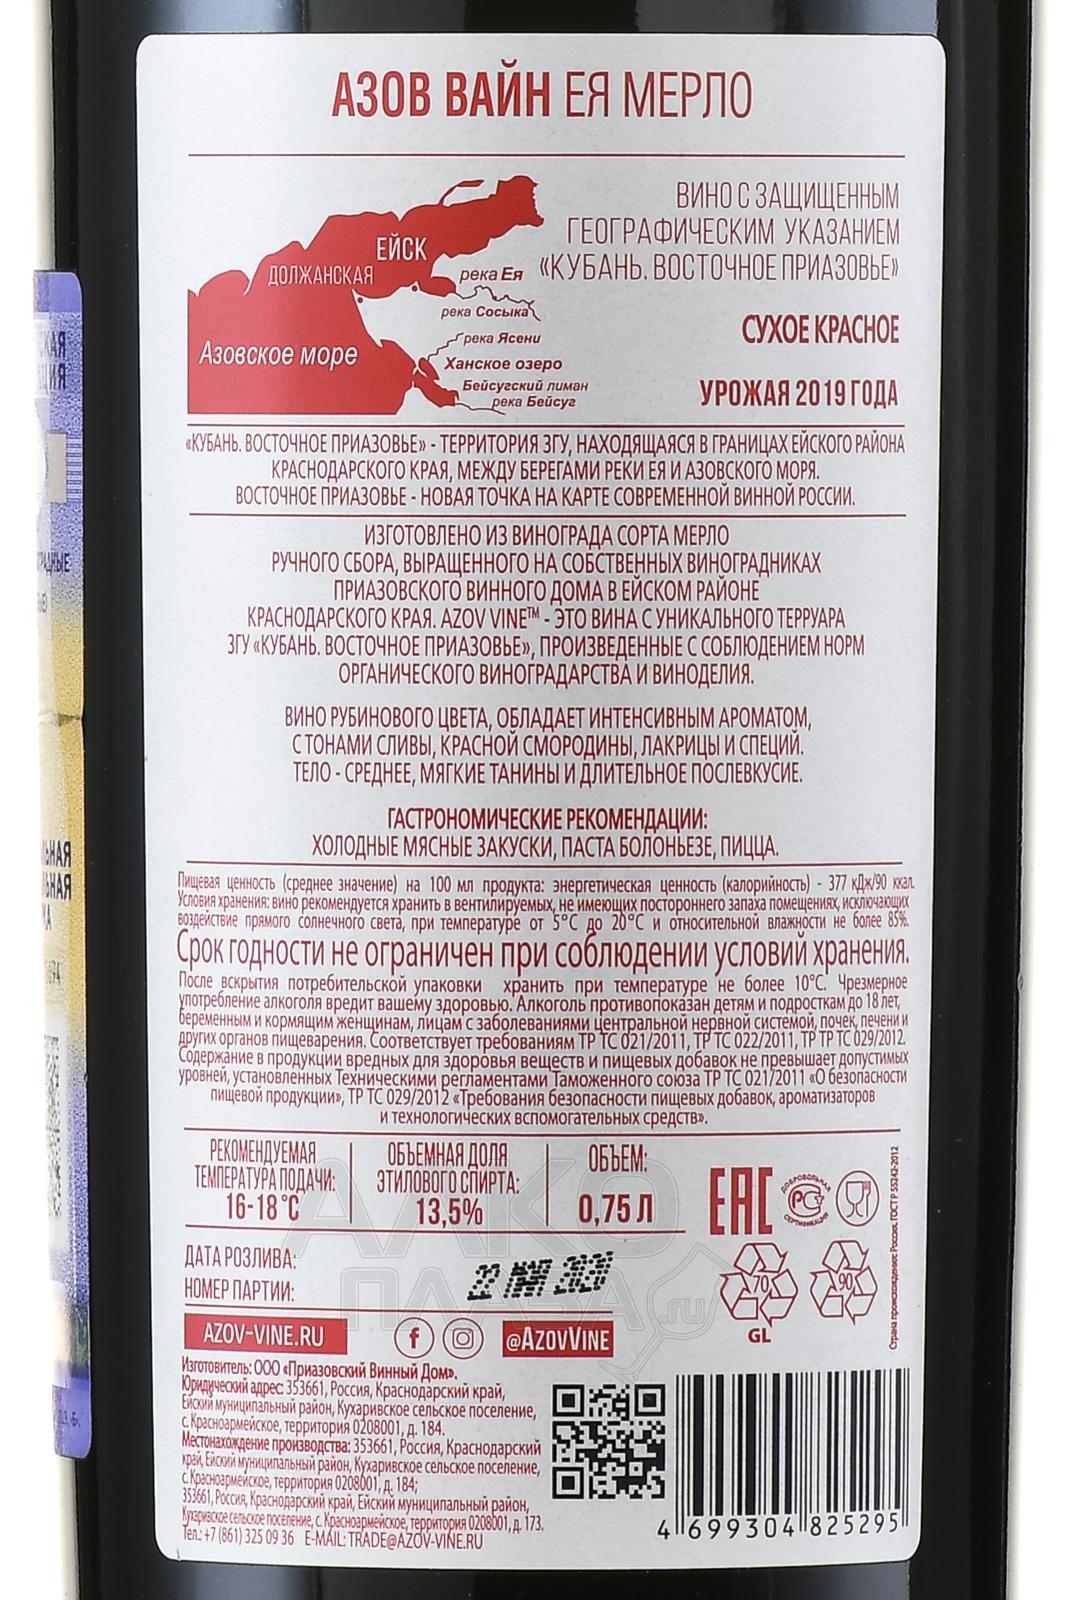 АЗОВ ВАЙН ЕЯ МЕРЛО
ВИНО С ЗАЩИЩЕННЫМ
ГЕОГРАФИЧЕСКИМ УКАЗАНИЕМ
«КУБАНЬ. ВОСТОЧНОЕ ПРИАЗОВЬЕ»
СУХОЕ КРАСНОЕ
УРОЖАЯ 2019 ГОДА
ЕЙСК
ДОЛЖАНСКАЯ
река Ея
река Сосыка
река Ясени
Азовское море
Ханское озеро
Бейсугский лиман
река Бейсуг
«КУБАНЬ. ВОСТОЧНОЕ ПРИАЗОВЬЕ» - ТЕРРИТОРИЯ ЗГУ, НАХОДЯЩАЯСЯ В ГРАНИЦАХ ЕЙСКОГО РАЙОНА
КРАСНОДАРСКОГО КРАЯ, МЕЖДУ БЕРЕГАМИ РЕКИ ЕЯ И АЗОВСКОГО МОРЯ.
ВОСТОЧНОЕ ПРИАЗОВЬЕ - НОВАЯ ТОЧКА НА КАРТЕ СОВРЕМЕННОЙ ВИННОЙ РОССИИ.
ИЗГОТОВЛЕНО ИЗ ВИНОГРАДА СОРТА МЕРЛО
РУЧНОГО СБОРА, ВЫРАЩЕННОГО НА СОБСТВЕННЫХ ВИНОГРАДНИКАХ
ПРИАЗОВСКОГО ВИННОГО ДОМА В ЕЙСКОМ РАЙОНЕ
КРАСНОДАРСКОГО КРАЯ. AZOV VINE™ - ЭТО ВИНА С УНИКАЛЬНОГО ТЕРРУАРА
ЗГУ «КУБАНЬ. ВОСТОЧНОЕ ПРИАЗОВЬЕ», ПРОИЗВЕДЕННЫЕ С СОБЛЮДЕНИЕМ НОРМ
ОРГАНИЧЕСКОГО ВИНОГРАДАРСТВА И ВИНОДЕЛИЯ.
ВИНО РУБИНОВОГО ЦВЕТА, ОБЛАДАЕТ ИНТЕНСИВНЫМ АРОМАТОМ,
С ТОНАМИ СЛИВЫ, КРАСНОЙ СМОРОДИНЫ, ЛАКРИЦЫ И СПЕЦИЙ.
ТЕЛО - СРЕДНЕЕ, МЯГКИЕ ТАНИНЫ И ДЛИТЕЛЬНОЕ ПОСЛЕВКУСИЕ.
ГАСТРОНОМИЧЕСКИЕ РЕКОМЕНДАЦИИ:
ХОЛОДНЫЕ МЯСНЫЕ ЗАКУСКИ, ПАСТА БОЛОНЬЕЗЕ, ПИЦЦА.
Пищевая ценность (среднее значение) на 100 мл продукта: энергетическая ценность (калорийность) - 377 кДж/90 ккал.
Условия хранения: вино рекомендуется хранить в вентилируемых, не имеющих постороннего запаха помещениях, исключающих
воздействие прямого солнечного света, при температуре от 5°C до 20°C и относительной влажности не более 85%.
Срок годности не ограничен при соблюдении условий хранения.
После вскрытия потребительской упаковки хранить при температуре не более 10°C. Чрезмерное
употребление алкоголя вредит вашему здоровью. Алкоголь противопоказан детям и подросткам до 18 лет,
беременным и кормящим женщинам, лицам с заболеваниями центральной нервной системой, почек, печени и
других органов пищеварения. Соответствует требованиям ТР ТС 021/2011, ТР ТС 022/2011, ТР ТР ТС 029/2012.
Содержание в продукции вредных для здоровья веществ и пищевых добавок не превышает допустимых
уровней, установленных Техническими регламентами Таможенного союза ТР ТС 021/2011 «О безопасности
пищевой продукции», ТР ТС 029/2012 «Требования безопасности пищевых добавок, ароматизаторов
и технологических вспомогательных средств».
РЕКОМЕНДУЕМАЯ
ТЕМПЕРАТУРА ПОДАЧИ:
16-18°C
ОБЪЕМНАЯ ДОЛЯ
ЭТИЛОВОГО СПИРТА:
13,5%
ОБЪЕМ:
0,75 Л
EAC
ДОБРОВОЛЬНАЯ
СЕРТИФИКАЦИЯ
Страна происхождения: Россия. ГОСТ Р 55242-2012
ДАТА РОЗЛИВА:
НОМЕР ПАРТИИ:
70
GL
90
AZOV-VINE.RU
@AZOVVINE
Изготовитель: ООО «Приазовский Винный Дом».
Юридический адрес: 353661, Россия, Краснодарский край,
Ейский муниципальный район, Кухаривское сельское поселение,
с. Красноармейское, территория 0208001, д. 184.
Местонахождение производства: 353661, Россия, Краснодарский
край, Ейский муниципальный район, Кухаривское сельское поселение,
с. Красноармейское, территория 0208001, д. 184;
353661, Россия, Краснодарский край, Ейский муниципальный район,
Кухаривское сельское поселение, с. Красноармейское, территория 0208001, д. 173.
Тел.: +7 (861) 325 09 36 E-MAIL: TRADE@AZOV-VINE.RU
4 699304 825295
АЛКО
ПЛАЗА .ru